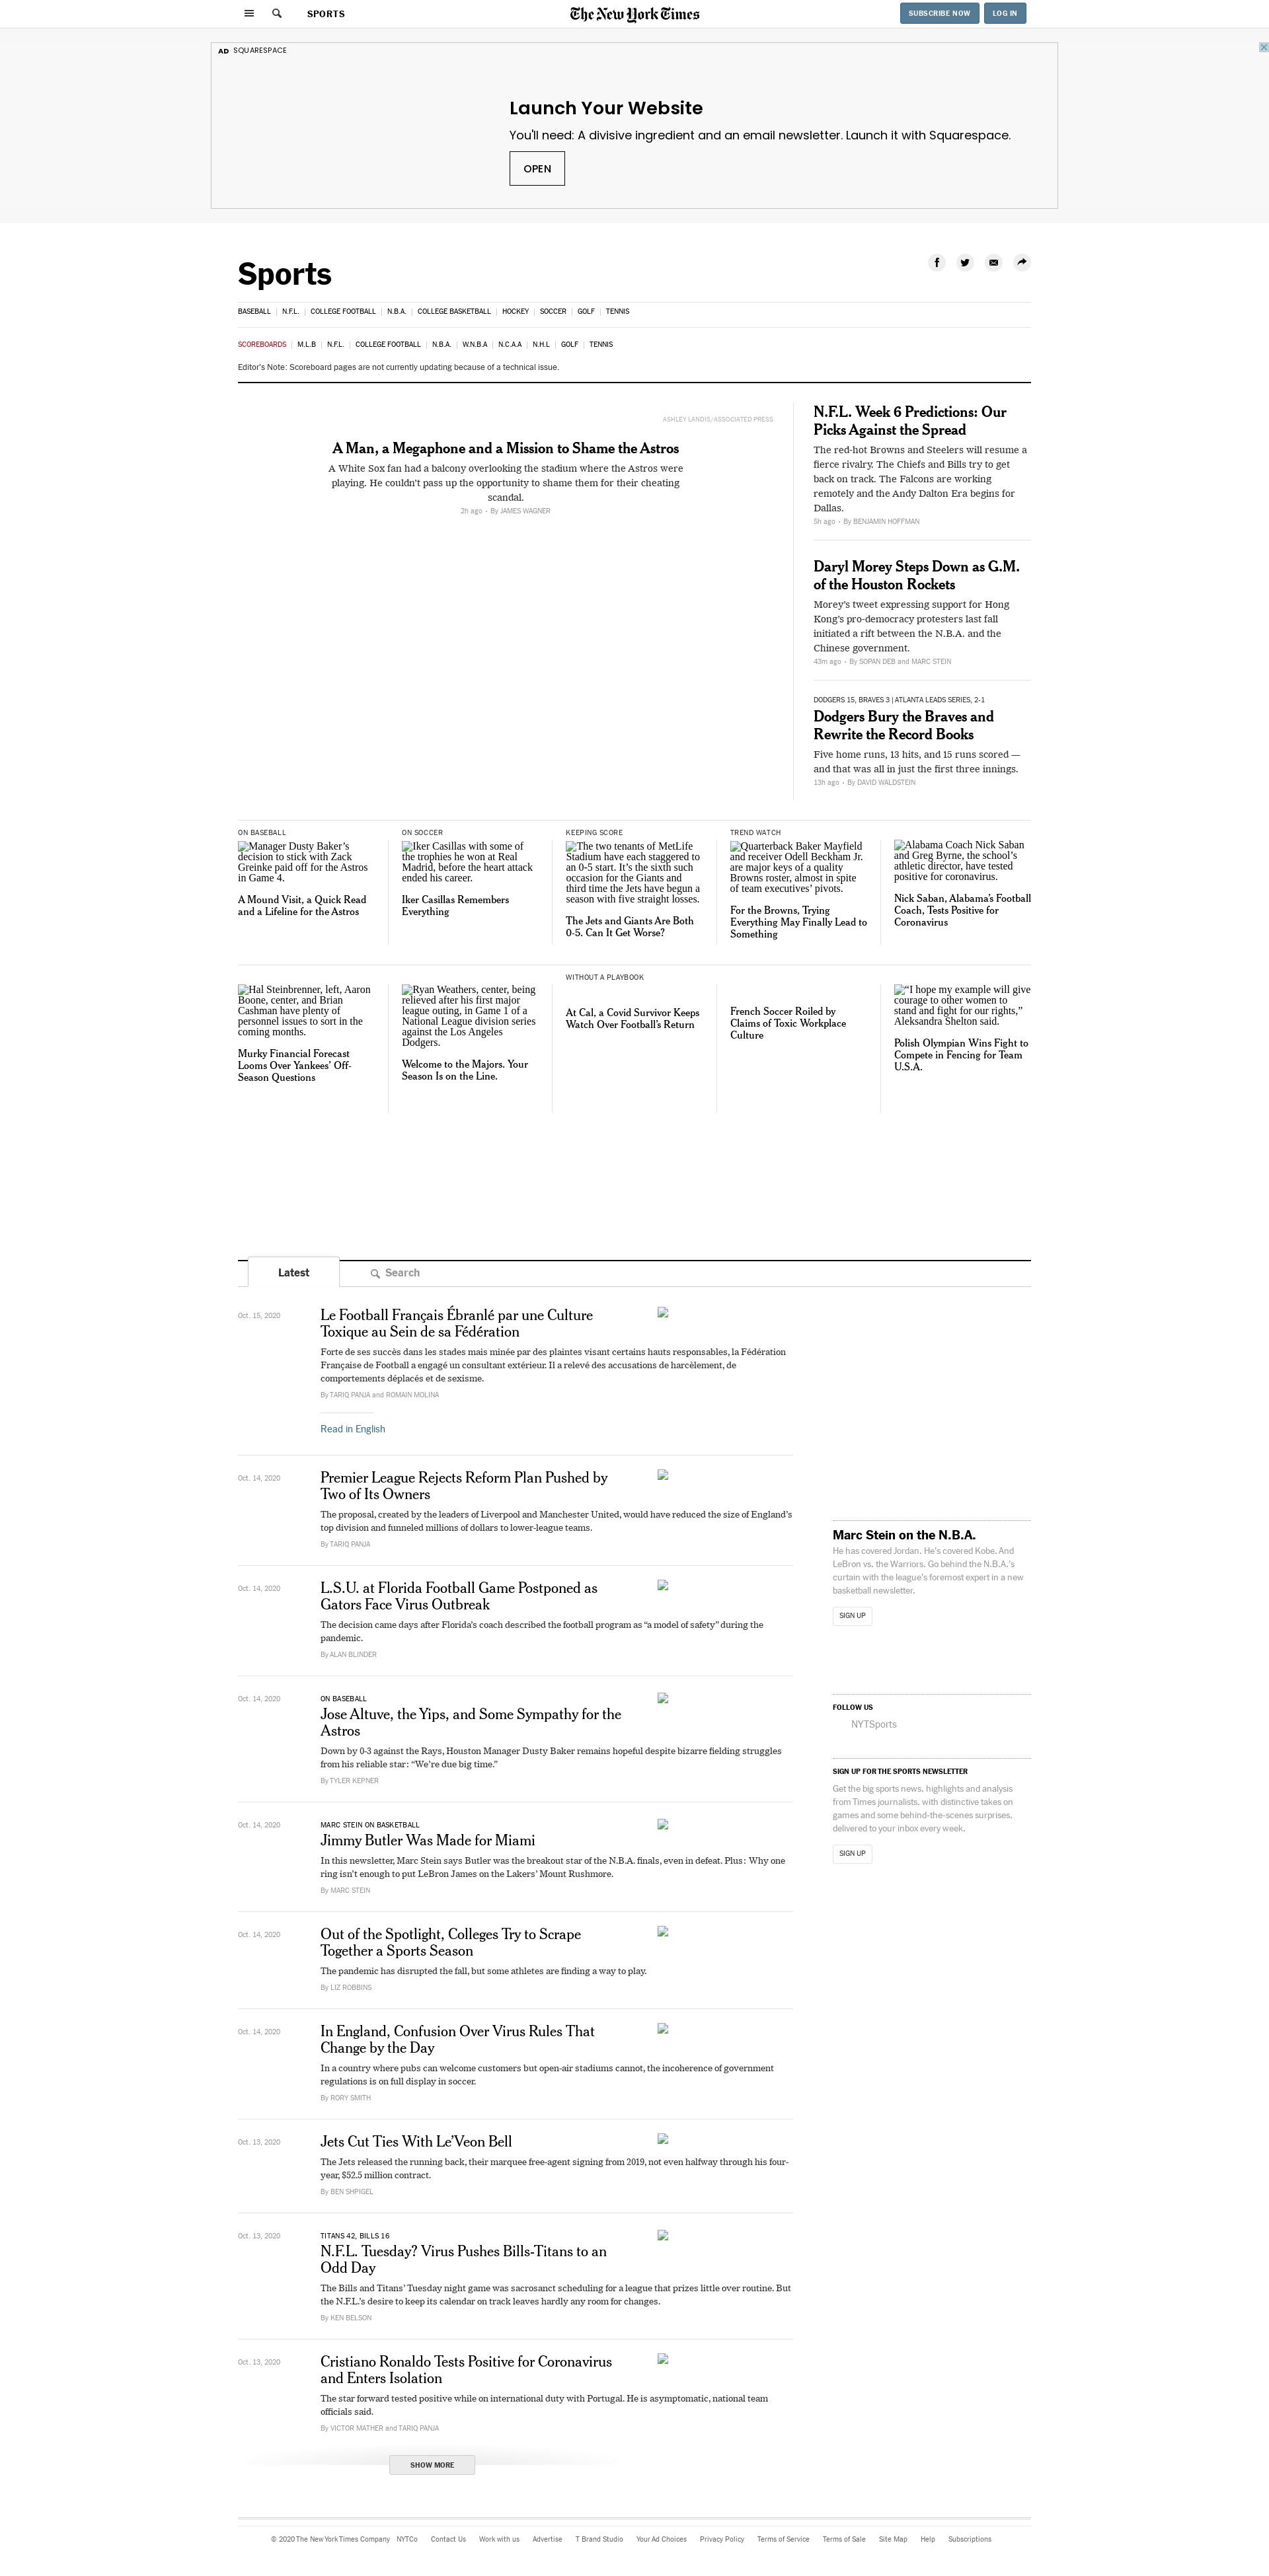 SPORTS
The New York Times
SUBSCRIBE NOW
LOG IN
AD SQUARESPACE
Launch Your Website
You'll need: A divisive ingredient and an email newsletter. Launch it with Squarespace.
OPEN
Sports
BASEBALL | N.F.L. | COLLEGE FOOTBALL | N.B.A. | COLLEGE BASKETBALL | HOCKEY | SOCCER | GOLF | TENNIS
SCOREBOARDS | M.L.B | N.F.L. | COLLEGE FOOTBALL | N.B.A. | W.N.B.A | N.C.A.A | N.H.L | GOLF | TENNIS
Editor's Note: Scoreboard pages are not currently updating because of a technical issue.
ASHLEY LANDIS/ASSOCIATED PRESS
A Man, a Megaphone and a Mission to Shame the Astros
A White Sox fan had a balcony overlooking the stadium where the Astros were
playing. He couldn't pass up the opportunity to shame them for their cheating
scandal.
2h ago • By JAMES WAGNER
N.F.L. Week 6 Predictions: Our
Picks Against the Spread
The red-hot Browns and Steelers will resume a
fierce rivalry. The Chiefs and Bills try to get
back on track. The Falcons are working
remotely and the Andy Dalton Era begins for
Dallas.
5h ago • By BENJAMIN HOFFMAN
Daryl Morey Steps Down as G.M.
of the Houston Rockets
Morey's tweet expressing support for Hong
Kong's pro-democracy protesters last fall
initiated a rift between the N.B.A. and the
Chinese government.
43m ago • By SOPAN DEB and MARC STEIN
DODGERS 15, BRAVES 3 | ATLANTA LEADS SERIES, 2-1
Dodgers Bury the Braves and
Rewrite the Record Books
Five home runs, 13 hits, and 15 runs scored —
and that was all in just the first three innings.
13h ago • By DAVID WALDSTEIN
ON BASEBALL
Manager Dusty Baker's
decision to stick with Zack
Greinke paid off for the Astros
in Game 4.
A Mound Visit, a Quick Read
and a Lifeline for the Astros
ON SOCCER
Iker Casillas with some of
the trophies he won at Real
Madrid, before the heart attack
ended his career.
Iker Casillas Remembers
Everything
KEEPING SCORE
The two tenants of MetLife
Stadium have each staggered to
an 0-5 start. It's the sixth such
occasion for the Giants and
third time the Jets have begun a
season with five straight losses.
The Jets and Giants Are Both
0-5. Can It Get Worse?
TREND WATCH
Quarterback Baker Mayfield
and receiver Odell Beckham Jr.
are major keys of a quality
Browns roster, almost in spite
of team executives' pivots.
For the Browns, Trying
Everything May Finally Lead to
Something
Alabama Coach Nick Saban
and Greg Byrne, the school's
athletic director, have tested
positive for coronavirus.
Nick Saban, Alabama's Football
Coach, Tests Positive for
Coronavirus
Hal Steinbrenner, left, Aaron
Boone, center, and Brian
Cashman have plenty of
personnel issues to sort in the
coming months.
Murky Financial Forecast
Looms Over Yankees' Off-
Season Questions
Ryan Weathers, center, being
relieved after his first major
league outing, in Game 1 of a
National League division series
against the Los Angeles
Dodgers.
Welcome to the Majors. Your
Season Is on the Line.
WITHOUT A PLAYBOOK
At Cal, a Covid Survivor Keeps
Watch Over Football's Return
French Soccer Roiled by
Claims of Toxic Workplace
Culture
“I hope my example will give
courage to other women to
stand and fight for our rights,”
Aleksandra Shelton said.
Polish Olympian Wins Fight to
Compete in Fencing for Team
U.S.A.
Latest
Search
Oct. 15, 2020
Le Football Français Ébranlé par une Culture
Toxique au Sein de sa Fédération
Forte de ses succès dans les stades mais minée par des plaintes visant certains hauts responsables, la Fédération
Française de Football a engagé un consultant extérieur. Il a relevé des accusations de harcèlement, de
comportements déplacés et de sexisme.
By TARIQ PANJA and ROMAIN MOLINA
Read in English
Oct. 14, 2020
Premier League Rejects Reform Plan Pushed by
Two of Its Owners
The proposal, created by the leaders of Liverpool and Manchester United, would have reduced the size of England's
top division and funneled millions of dollars to lower-league teams.
By TARIQ PANJA
Oct. 14, 2020
L.S.U. at Florida Football Game Postponed as
Gators Face Virus Outbreak
The decision came days after Florida's coach described the football program as “a model of safety” during the
pandemic.
By ALAN BLINDER
Oct. 14, 2020
ON BASEBALL
Jose Altuve, the Yips, and Some Sympathy for the
Astros
Down by 0-3 against the Rays, Houston Manager Dusty Baker remains hopeful despite bizarre fielding struggles
from his reliable star: “We're due big time.”
By TYLER KEPNER
Oct. 14, 2020
MARC STEIN ON BASKETBALL
Jimmy Butler Was Made for Miami
In this newsletter, Marc Stein says Butler was the breakout star of the N.B.A. finals, even in defeat. Plus: Why one
ring isn't enough to put LeBron James on the Lakers' Mount Rushmore.
By MARC STEIN
Oct. 14, 2020
Out of the Spotlight, Colleges Try to Scrape
Together a Sports Season
The pandemic has disrupted the fall, but some athletes are finding a way to play.
By LIZ ROBBINS
Oct. 14, 2020
In England, Confusion Over Virus Rules That
Change by the Day
In a country where pubs can welcome customers but open-air stadiums cannot, the incoherence of government
regulations is on full display in soccer.
By RORY SMITH
Oct. 13, 2020
Jets Cut Ties With Le'Veon Bell
The Jets released the running back, their marquee free-agent signing from 2019, not even halfway through his four-
year, $52.5 million contract.
By BEN SHPIGEL
Oct. 13, 2020
TITANS 42, BILLS 16
N.F.L. Tuesday? Virus Pushes Bills-Titans to an
Odd Day
The Bills and Titans' Tuesday night game was sacrosanct scheduling for a league that prizes little over routine. But
the N.F.L.'s desire to keep its calendar on track leaves hardly any room for changes.
By KEN BELSON
Oct. 13, 2020
Cristiano Ronaldo Tests Positive for Coronavirus
and Enters Isolation
The star forward tested positive while on international duty with Portugal. He is asymptomatic, national team
officials said.
By VICTOR MATHER and TARIQ PANJA
SHOW MORE
Marc Stein on the N.B.A.
He has covered Jordan. He's covered Kobe. And
LeBron vs. the Warriors. Go behind the N.B.A.'s
curtain with the league's foremost expert in a new
basketball newsletter.
SIGN UP
FOLLOW US
NYTSports
SIGN UP FOR THE SPORTS NEWSLETTER
Get the big sports news, highlights and analysis
from Times journalists, with distinctive takes on
games and some behind-the-scenes surprises,
delivered to your inbox every week.
SIGN UP
© 2020 The New York Times Company NYTCo Contact Us Work with us Advertise T Brand Studio Your Ad Choices Privacy Policy Terms of Service Terms of Sale Site Map Help Subscriptions